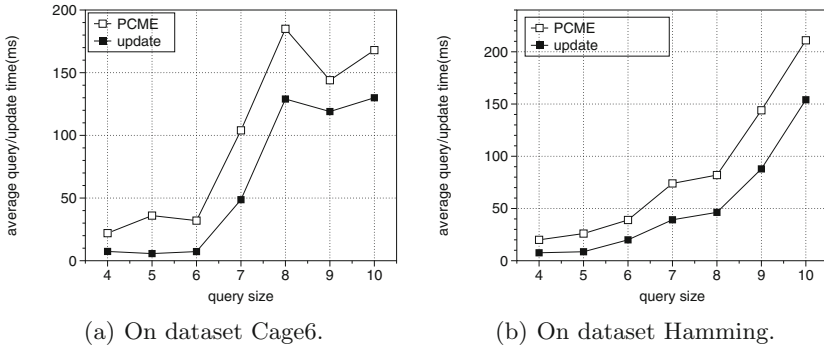 200
150
100
50
0
average query/update time(ms)
PCME
update
4 5 6 7 8 9 10
query size
(a) On dataset Cage6.
200
150
100
50
0
average query/update time(ms)
PCME
update
4 5 6 7 8 9 10
query size
(b) On dataset Hamming.